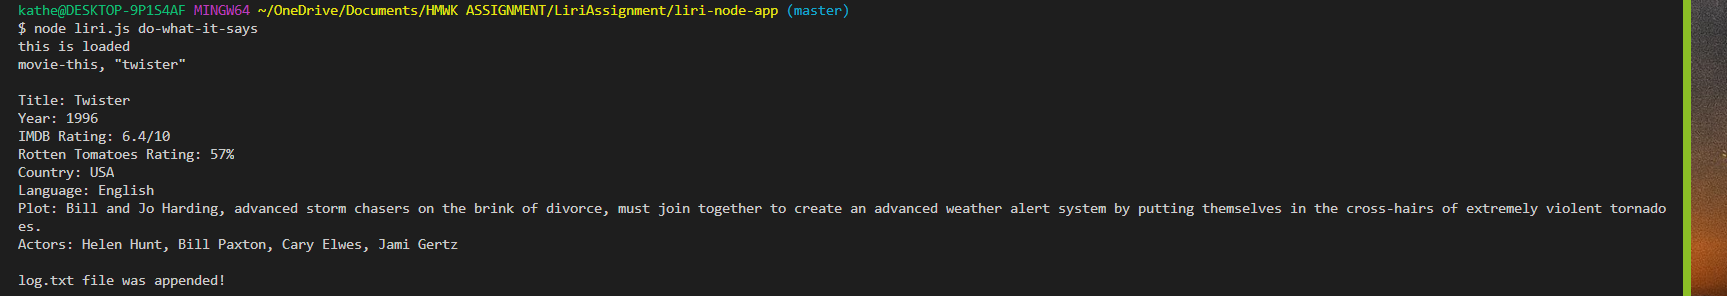 kathe@DESKTOP-9P1S4AF MINGW64 ~/OneDrive/Documents/HMWK ASSIGNMENT/LiriAssignment/liri-node-app (master)
$ node liri.js do-what-it-says
this is loaded
movie-this, "twister"
Title: Twister
Year: 1996
IMDB Rating: 6.4/10
Rotten Tomatoes Rating: 57%
Country: USA
Language: English
Plot: Bill and Jo Harding, advanced storm chasers on the brink of divorce, must join together to create an advanced weather alert system by putting themselves in the cross-hairs of extremely violent tornado
es.
Actors: Helen Hunt, Bill Paxton, Cary Elwes, Jami Gertz
log.txt file was appended!